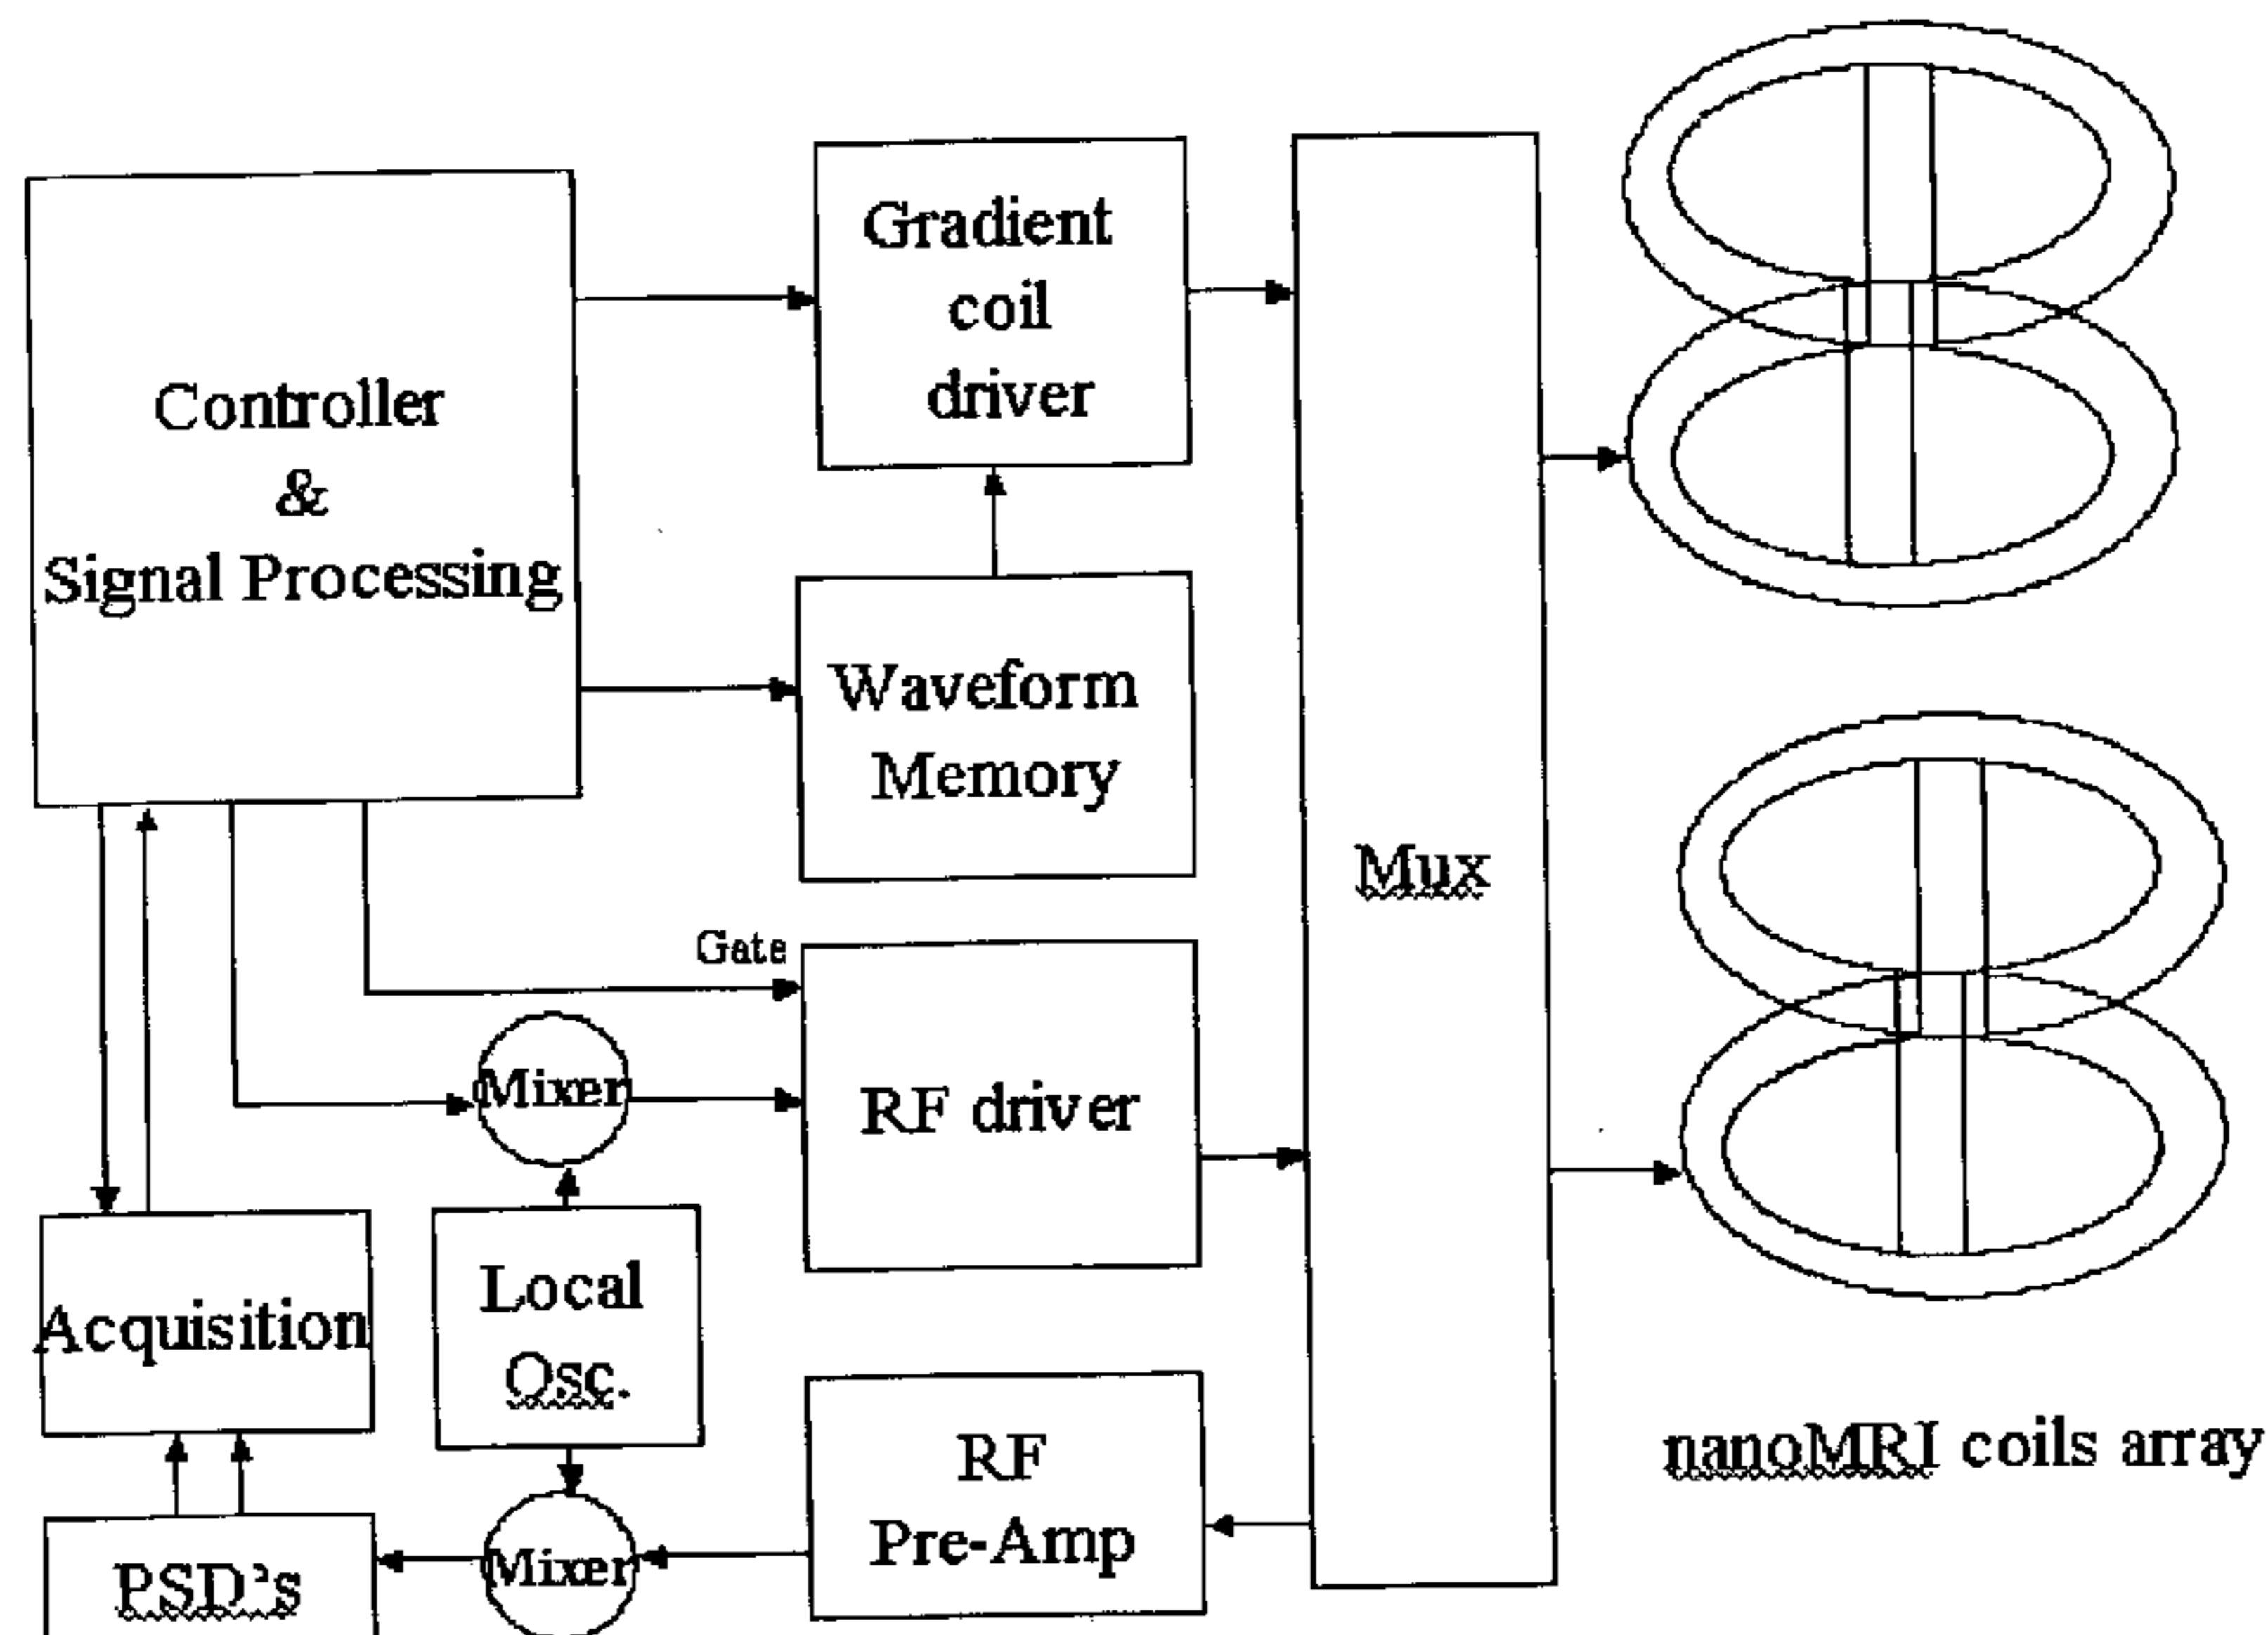 Controller
&
Signal Processing
Gradient
coil
driver
Waveform
Memory
Mux
Gate
Mixer
RF driver
Local
Osc.
Acquisition
RF
Pre-Amp
Mixer
PSD's
nanoMRI coils array